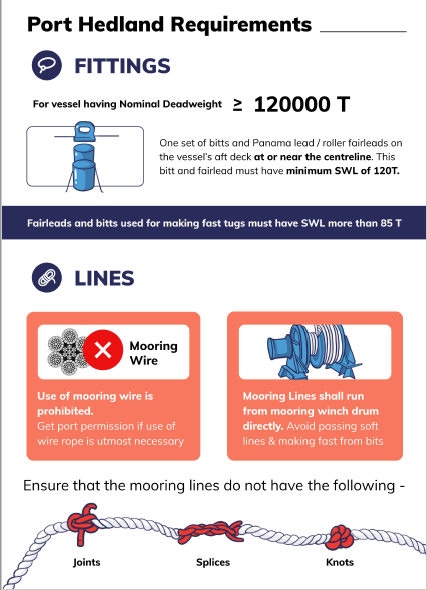 Port Hedland Requirements
FITTINGS
For vessel having Nominal Deadweight ≥ 120000 T
One set of bitts and Panama lead / roller fairleads on
the vessel's aft deck at or near the centreline. This
bitt and fairlead must have minimum SWL of 120T.
Fairleads and bitts used for making fast tugs must have SWL more than 85 T
LINES
Mooring
Wire
Use of mooring wire is
prohibited.
Get port permission if use of
wire rope is utmost necessary
Mooring Lines shall run
from mooring winch drum
directly. Avoid passing soft
lines & making fast from bits
Ensure that the mooring lines do not have the following -
Joints
Splices
Knots